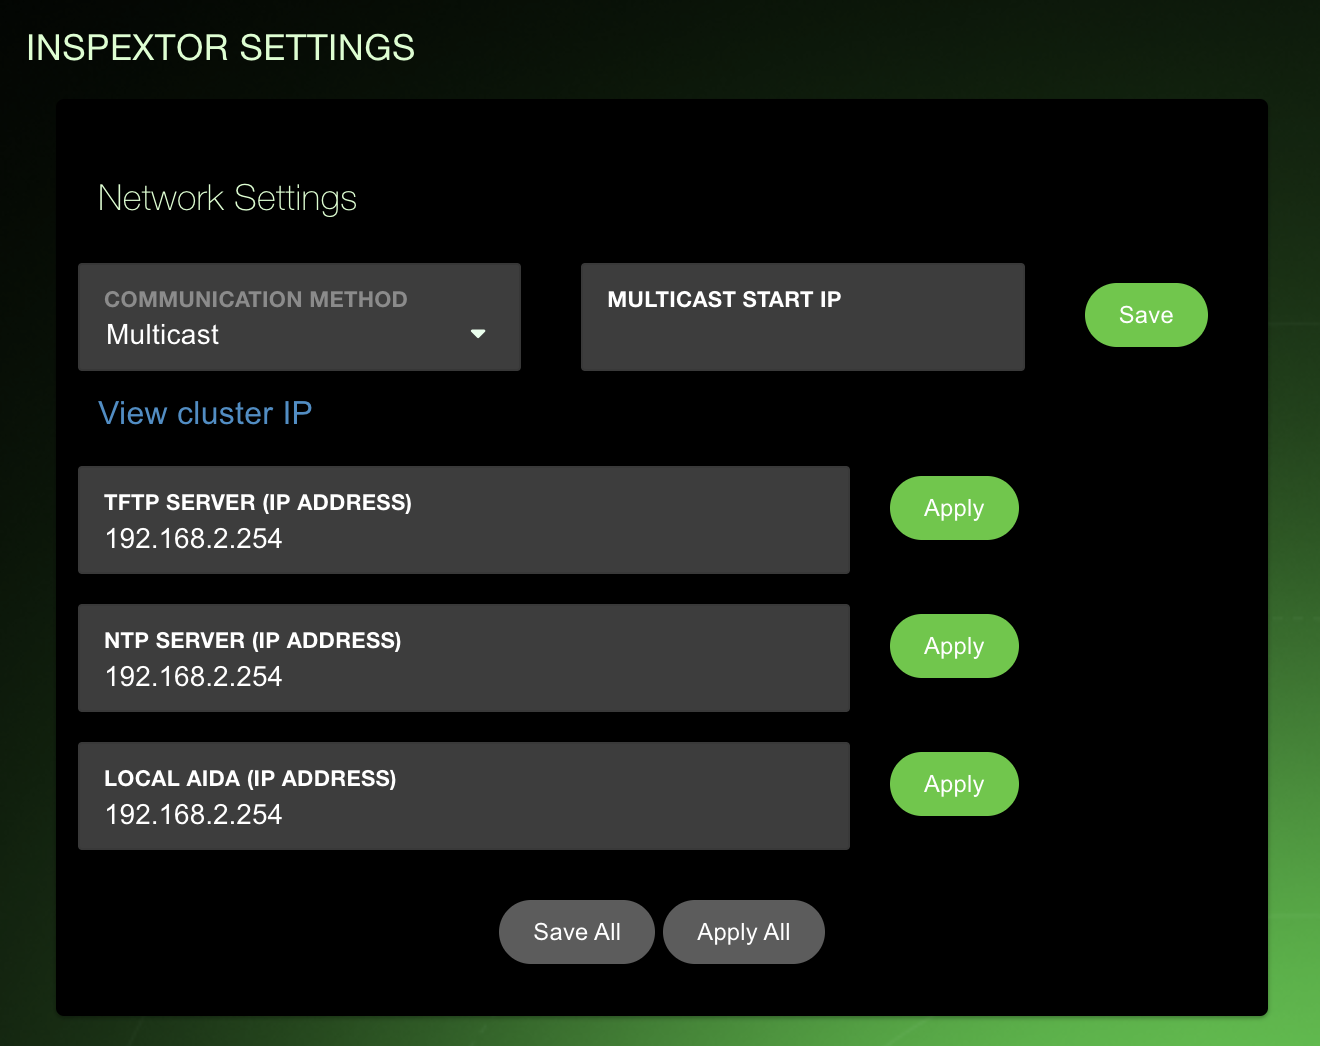 INSPEXTOR SETTINGS
Network Settings
COMMUNICATION METHOD
Multicast
MULTICAST START IP
Save
View cluster IP
TFTP SERVER (IP ADDRESS)
192.168.2.254
Apply
NTP SERVER (IP ADDRESS)
192.168.2.254
Apply
LOCAL AIDA (IP ADDRESS)
192.168.2.254
Apply
Save All
Apply All